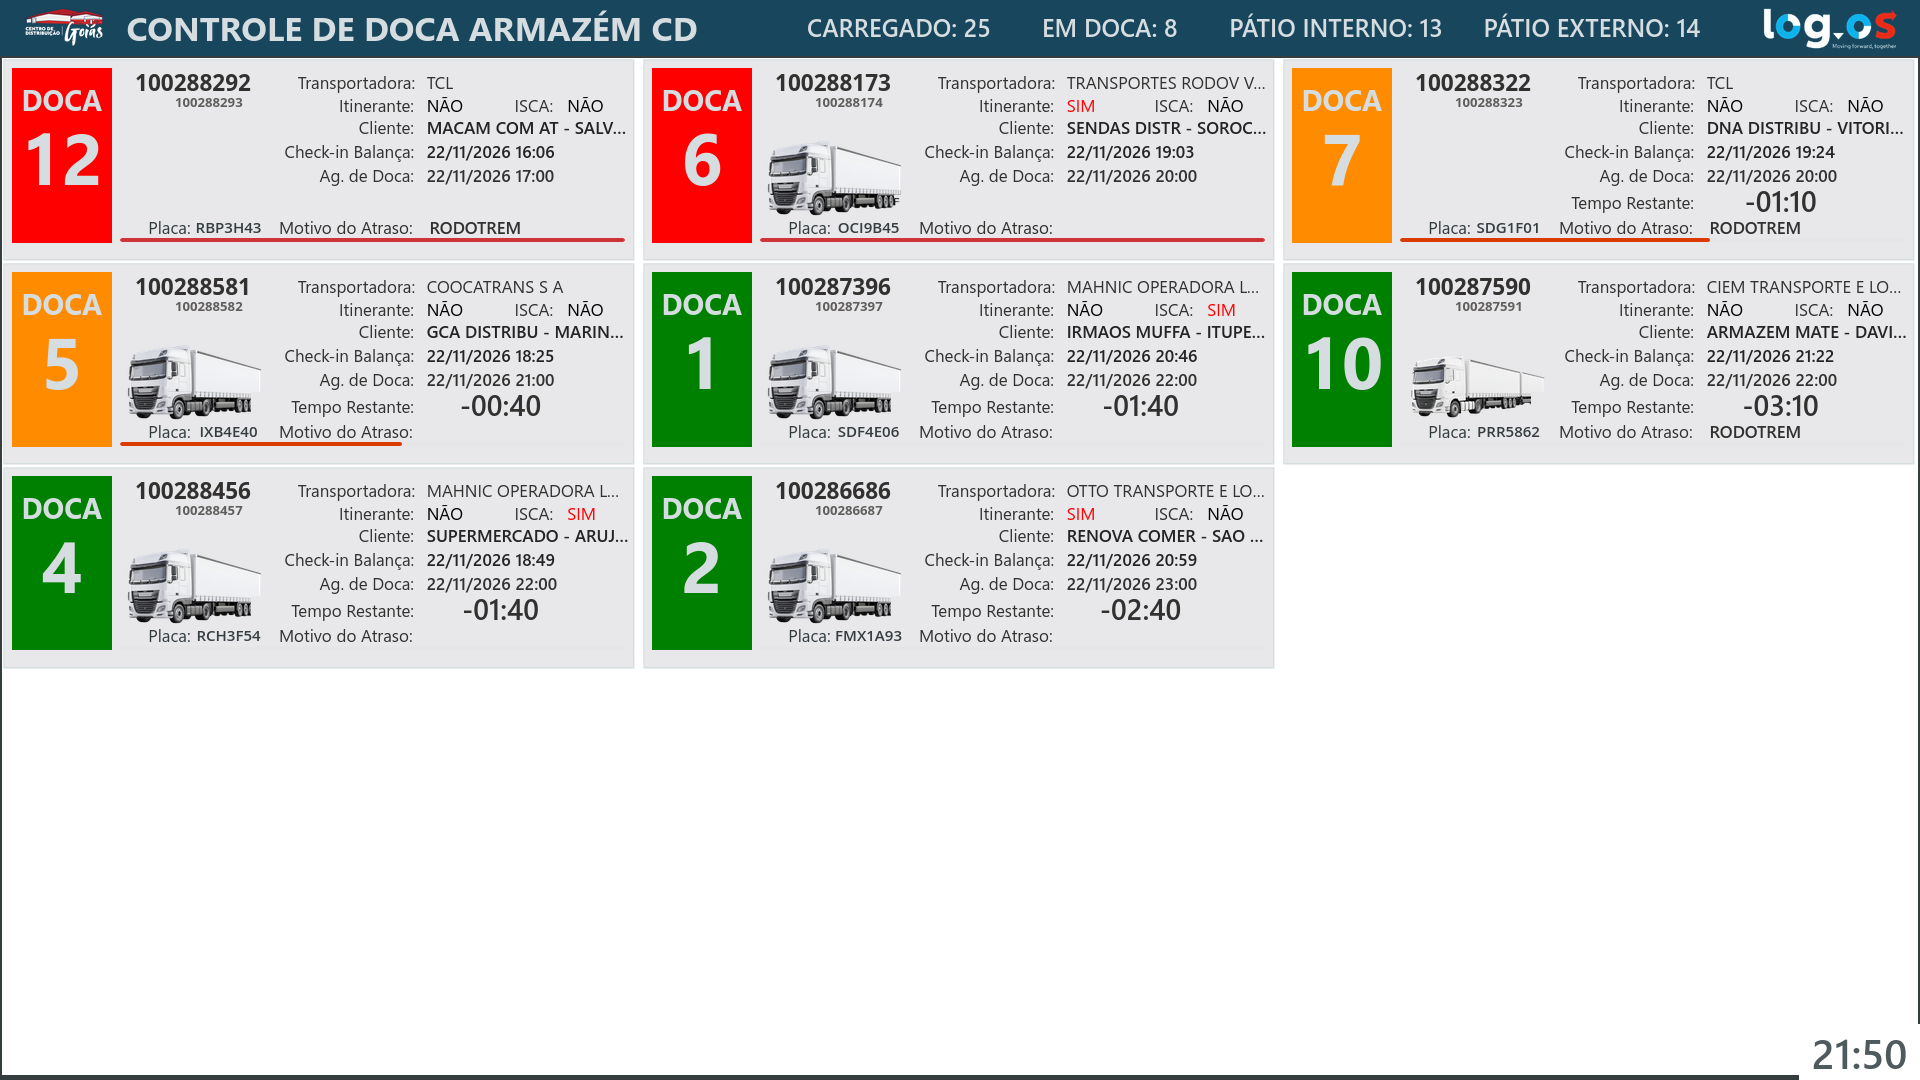 CENTRO DE DISTRIBUIÇÃO Goiás
CONTROLE DE DOCA ARMAZÉM CD
CARREGADO: 25
EM DOCA: 8
PÁTIO INTERNO: 13
PÁTIO EXTERNO: 14
log.os
Moving forward, together
DOCA
12
100288292
100288293
Transportadora: TCL
Itinerante: NÃO ISCA: NÃO
Cliente: MACAM COM AT - SALV...
Check-in Balança: 22/11/2026 16:06
Ag. de Doca: 22/11/2026 17:00
Placa: RBP3H43 Motivo do Atraso: RODOTREM
DOCA
6
100288173
100288174
Transportadora: TRANSPORTES RODOV V...
Itinerante: SIM ISCA: NÃO
Cliente: SENDAS DISTR - SOROC...
Check-in Balança: 22/11/2026 19:03
Ag. de Doca: 22/11/2026 20:00
Placa: OCI9B45 Motivo do Atraso:
DOCA
7
100288322
100288323
Transportadora: TCL
Itinerante: NÃO ISCA: NÃO
Cliente: DNA DISTRIBU - VITORI...
Check-in Balança: 22/11/2026 19:24
Ag. de Doca: 22/11/2026 20:00
Tempo Restante: -01:10
Placa: SDG1F01 Motivo do Atraso: RODOTREM
DOCA
5
100288581
100288582
Transportadora: COOCATRANS S A
Itinerante: NÃO ISCA: NÃO
Cliente: GCA DISTRIBU - MARIN...
Check-in Balança: 22/11/2026 18:25
Ag. de Doca: 22/11/2026 21:00
Tempo Restante: -00:40
Placa: IXB4E40 Motivo do Atraso:
DOCA
1
100287396
100287397
Transportadora: MAHNIC OPERADORA L...
Itinerante: NÃO ISCA: SIM
Cliente: IRMAOS MUFFA - ITUPE...
Check-in Balança: 22/11/2026 20:46
Ag. de Doca: 22/11/2026 22:00
Tempo Restante: -01:40
Placa: SDF4E06 Motivo do Atraso:
DOCA
10
100287590
100287591
Transportadora: CIEM TRANSPORTE E LO...
Itinerante: NÃO ISCA: NÃO
Cliente: ARMAZEM MATE - DAVI...
Check-in Balança: 22/11/2026 21:22
Ag. de Doca: 22/11/2026 22:00
Tempo Restante: -03:10
Placa: PRR5862 Motivo do Atraso: RODOTREM
DOCA
4
100288456
100288457
Transportadora: MAHNIC OPERADORA L...
Itinerante: NÃO ISCA: SIM
Cliente: SUPERMERCADO - ARUJ...
Check-in Balança: 22/11/2026 18:49
Ag. de Doca: 22/11/2026 22:00
Tempo Restante: -01:40
Placa: RCH3F54 Motivo do Atraso:
DOCA
2
100286686
100286687
Transportadora: OTTO TRANSPORTE E LO...
Itinerante: SIM ISCA: NÃO
Cliente: RENOVA COMER - SAO ...
Check-in Balança: 22/11/2026 20:59
Ag. de Doca: 22/11/2026 23:00
Tempo Restante: -02:40
Placa: FMX1A93 Motivo do Atraso:
21:50